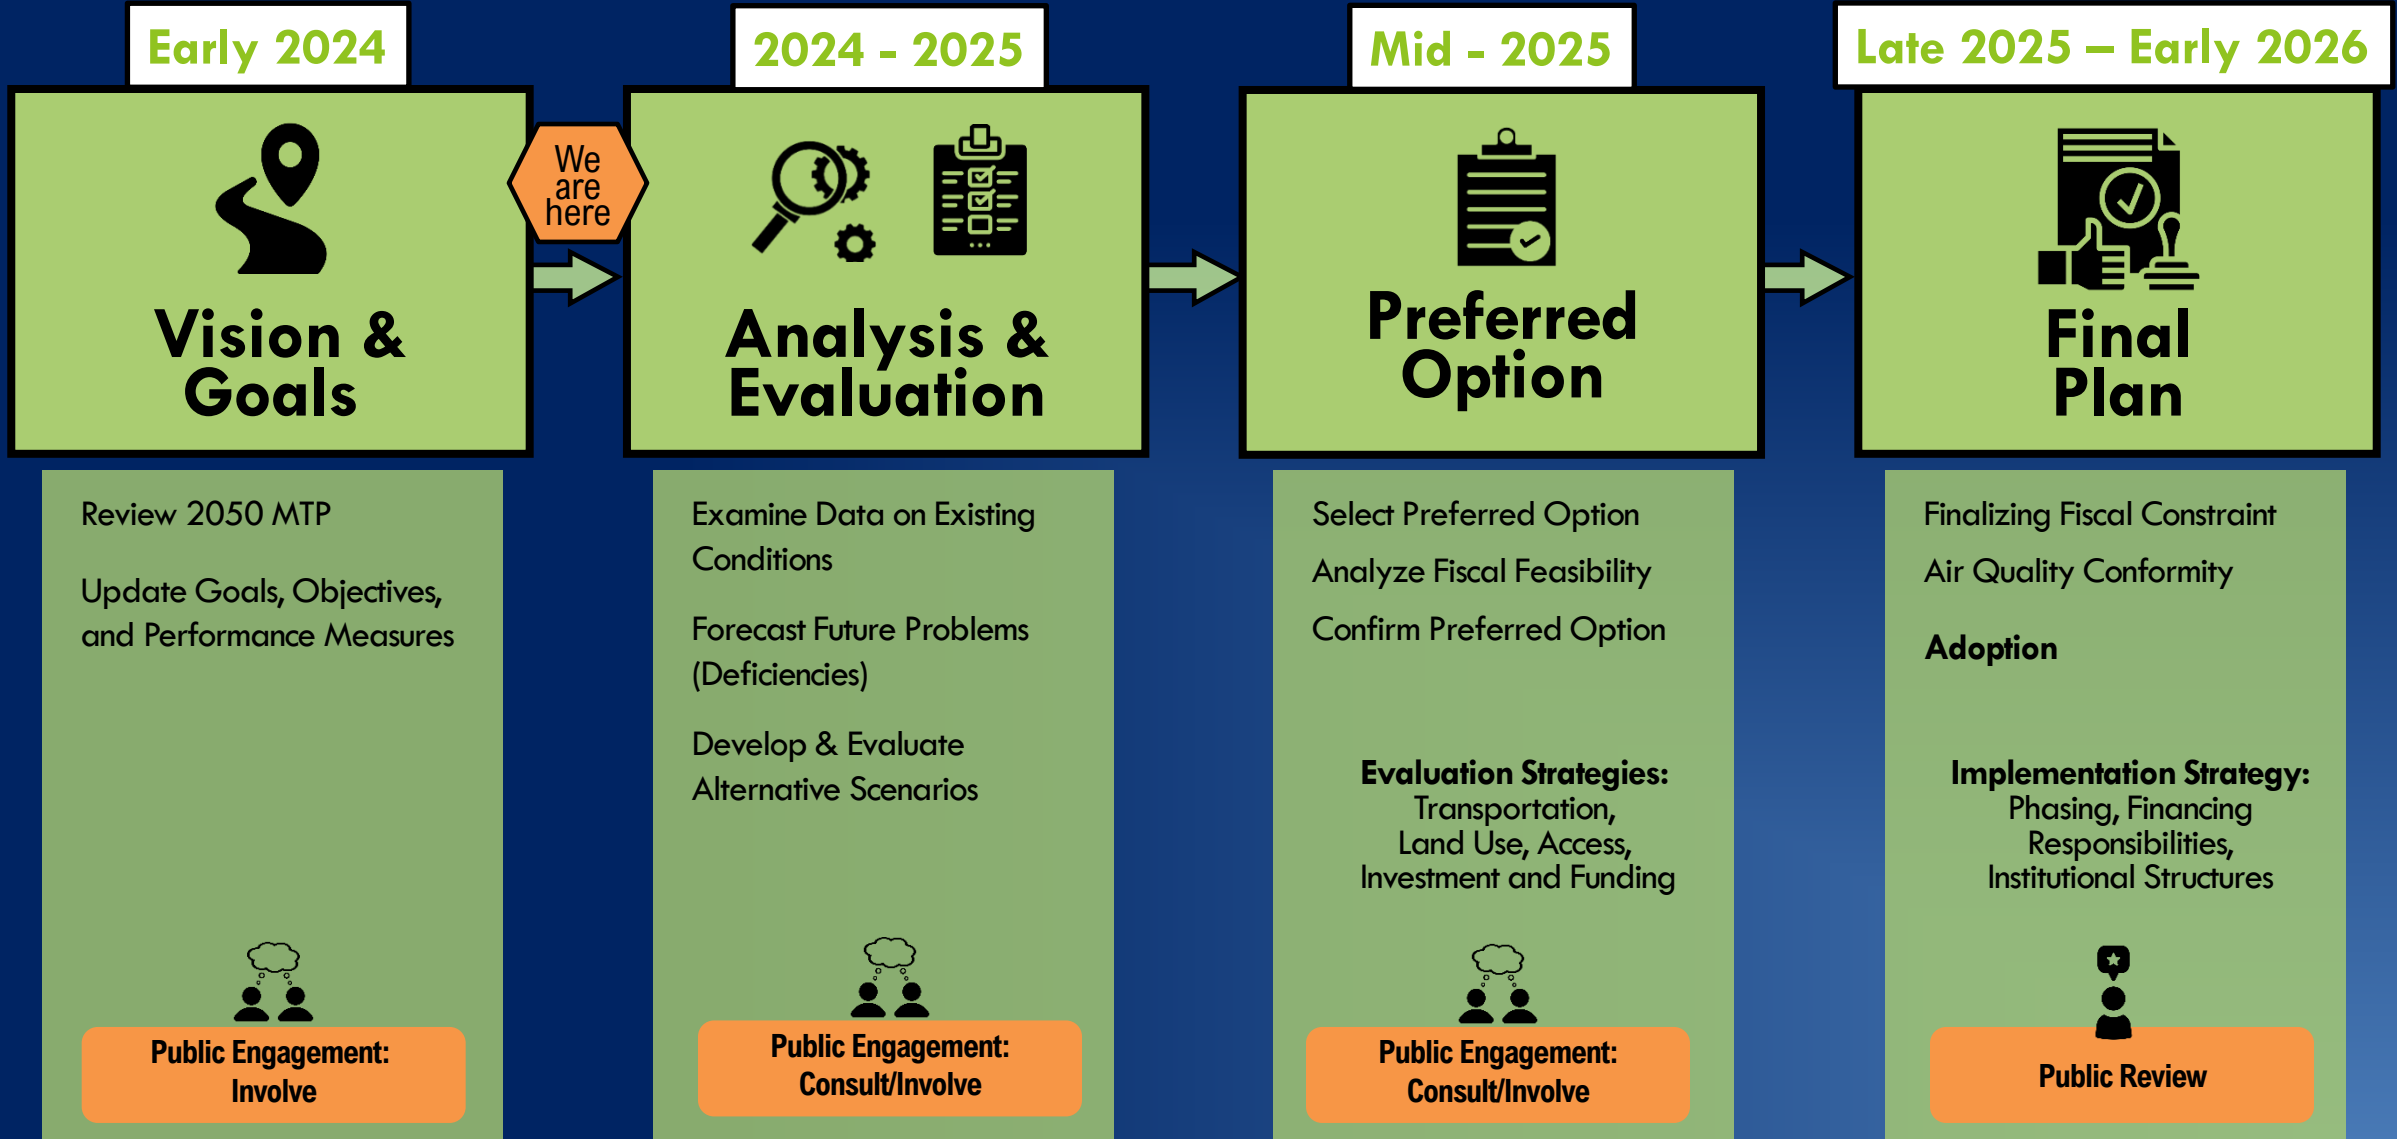 Early 2024
Vision &
Goals
Review 2050 MTP
Update Goals, Objectives,
and Performance Measures
Public Engagement:
Involve
We
are
here
2024 - 2025
Analysis &
Evaluation
Examine Data on Existing
Conditions
Forecast Future Problems
(Deficiencies)
Develop & Evaluate
Alternative Scenarios
Public Engagement:
Consult/Involve
Mid - 2025
Preferred
Option
Select Preferred Option
Analyze Fiscal Feasibility
Confirm Preferred Option
Evaluation Strategies:
Transportation,
Land Use, Access,
Investment and Funding
Public Engagement:
Consult/Involve
Late 2025 – Early 2026
Final
Plan
Finalizing Fiscal Constraint
Air Quality Conformity
Adoption
Implementation Strategy:
Phasing, Financing
Responsibilities,
Institutional Structures
Public Review